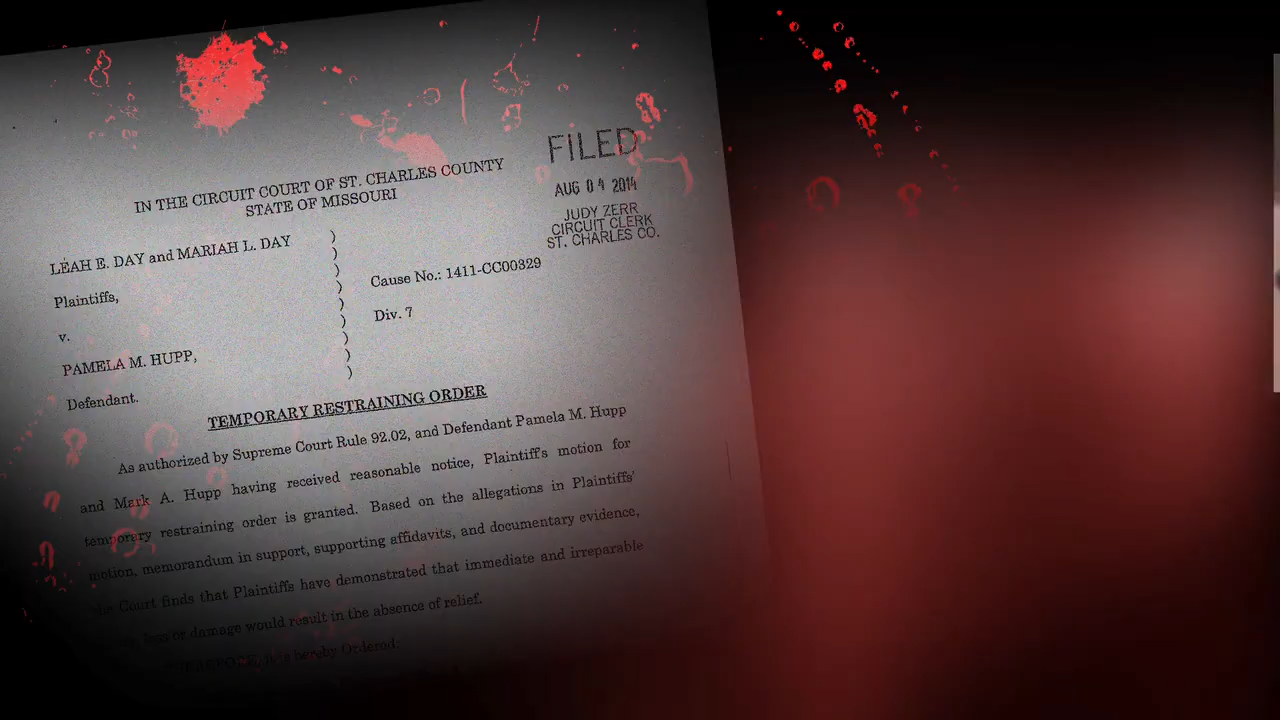 FILED
AUG 04 2014
JUDY ZERR
CIRCUIT CLERK
ST. CHARLES CO.
IN THE CIRCUIT COURT OF ST. CHARLES COUNTY
STATE OF MISSOURI
LEAH E. DAY and MARIAH L. DAY )
)
Plaintiffs, ) Cause No.: 1411-CC00329
)
v. ) Div. 7
)
PAMELA M. HUPP, )
)
Defendant. )
TEMPORARY RESTRAINING ORDER
As authorized by Supreme Court Rule 92.02, and Defendant Pamela M. Hupp
and Mark A. Hupp having received reasonable notice, Plaintiff's motion for
temporary restraining order is granted. Based on the allegations in Plaintiffs'
motion, memorandum in support, supporting affidavits, and documentary evidence,
the Court finds that Plaintiffs have demonstrated that immediate and irreparable
loss or damage would result in the absence of relief.
hereby Ordered: